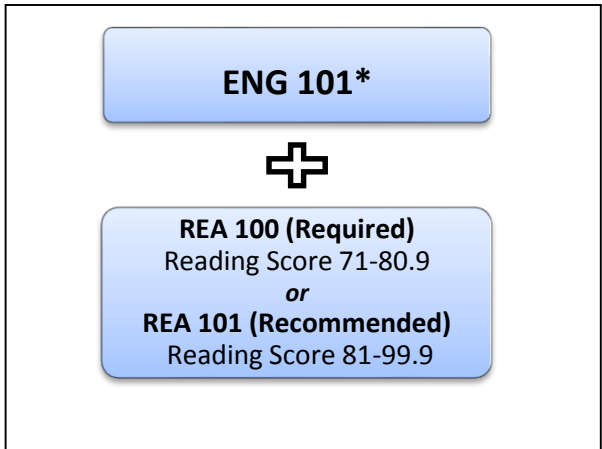 ENG 101*
REA 100 (Required)
Reading Score 71-80.9
or
REA 101 (Recommended)
Reading Score 81-99.9